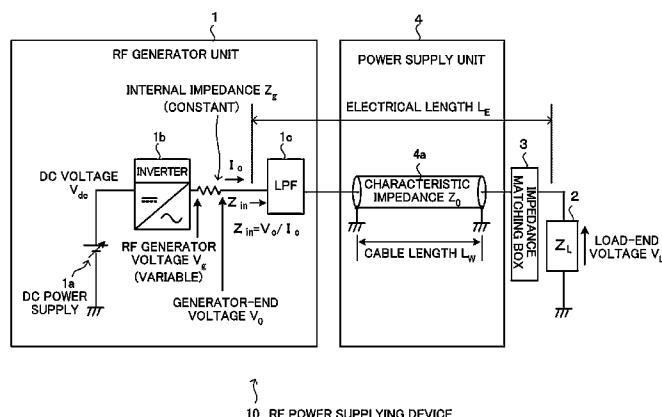 1
RF GENERATOR UNIT
4
POWER SUPPLY UNIT
INTERNAL IMPEDANCE Zg
(CONSTANT)
ELECTRICAL LENGTH LE
1b
1c
3
DC VOLTAGE
Vdc
INVERTER
Io
LPF
4a
CHARACTERISTIC
IMPEDANCE Z0
IMPEDANCE
MATCHING BOX
2
Zin
Zin=Vo/Io
ZL
LOAD-END
VOLTAGE VL
RF GENERATOR
VOLTAGE Vg
(VARIABLE)
CABLE LENGTH LW
1a
DC POWER
SUPPLY
GENERATOR-END
VOLTAGE V0
10 RF POWER SUPPLYING DEVICE